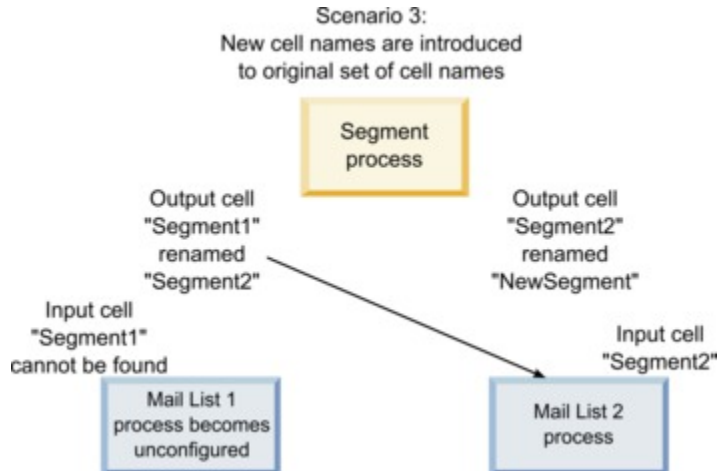 Scenario 3:
New cell names are introduced
to original set of cell names
Segment
process
Output cell
"Segment1"
renamed
"Segment2"
Output cell
"Segment2"
renamed
"NewSegment"
Input cell
"Segment1"
cannot be found
Input cell
"Segment2"
Mail List 1
process becomes
unconfigured
Mail List 2
process